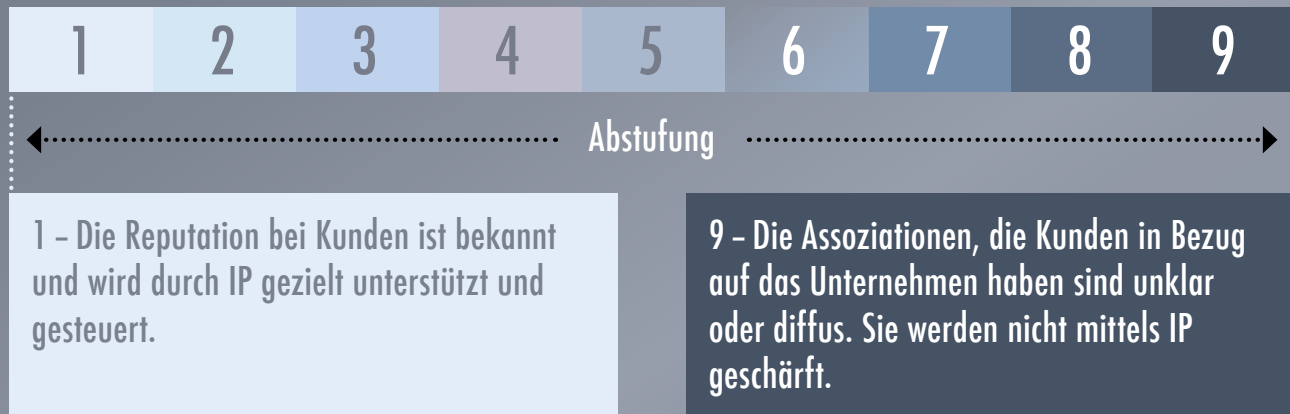 1 2 3 4 5 6 7 8 9
Abstufung
1 – Die Reputation bei Kunden ist bekannt
und wird durch IP gezielt unterstützt und
gesteuert.
9 – Die Assoziationen, die Kunden in Bezug
auf das Unternehmen haben sind unklar
oder diffus. Sie werden nicht mittels IP
geschärft.